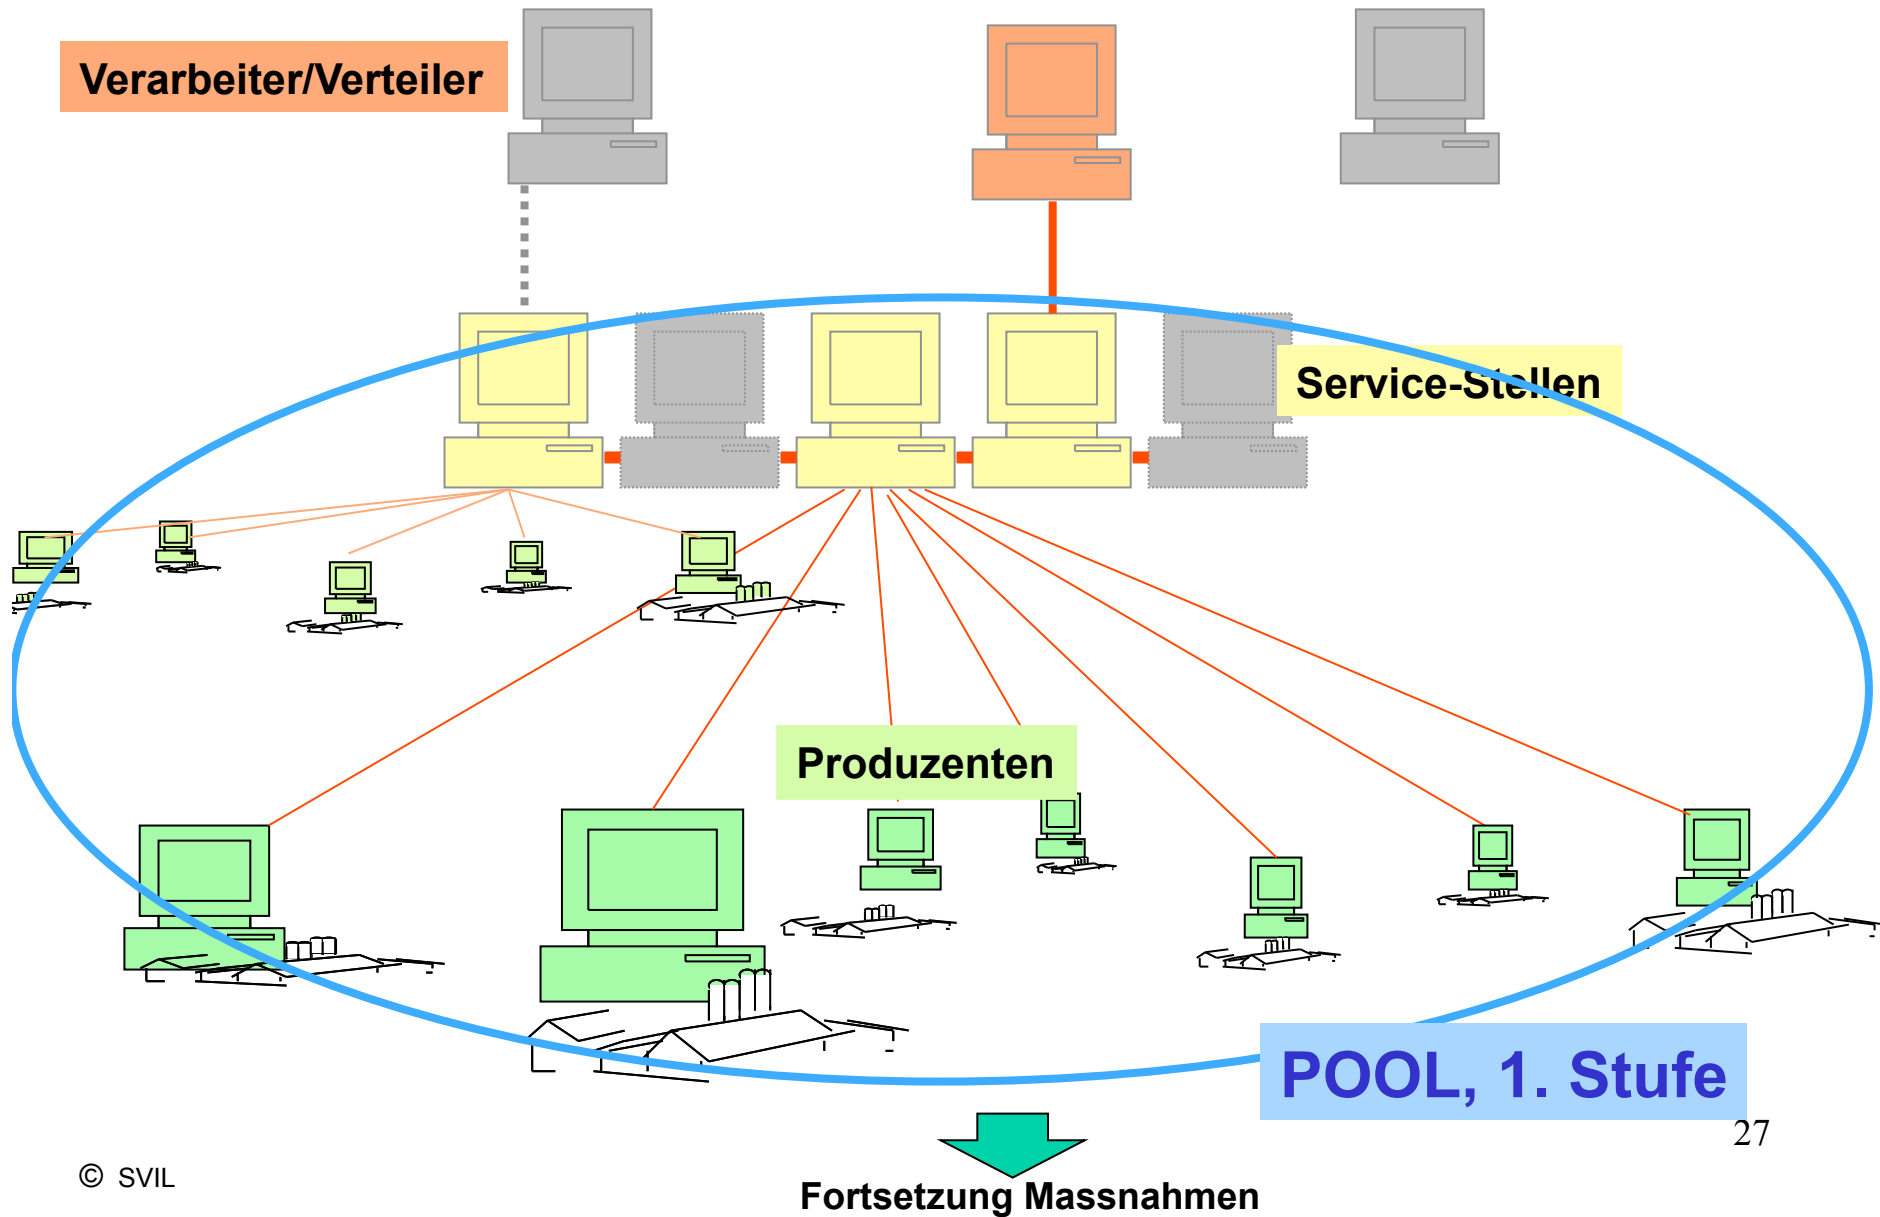 Verarbeiter/Verteiler
Service-Stellen
Produzenten
POOL, 1. Stufe
27
© SVIL
Fortsetzung Massnahmen